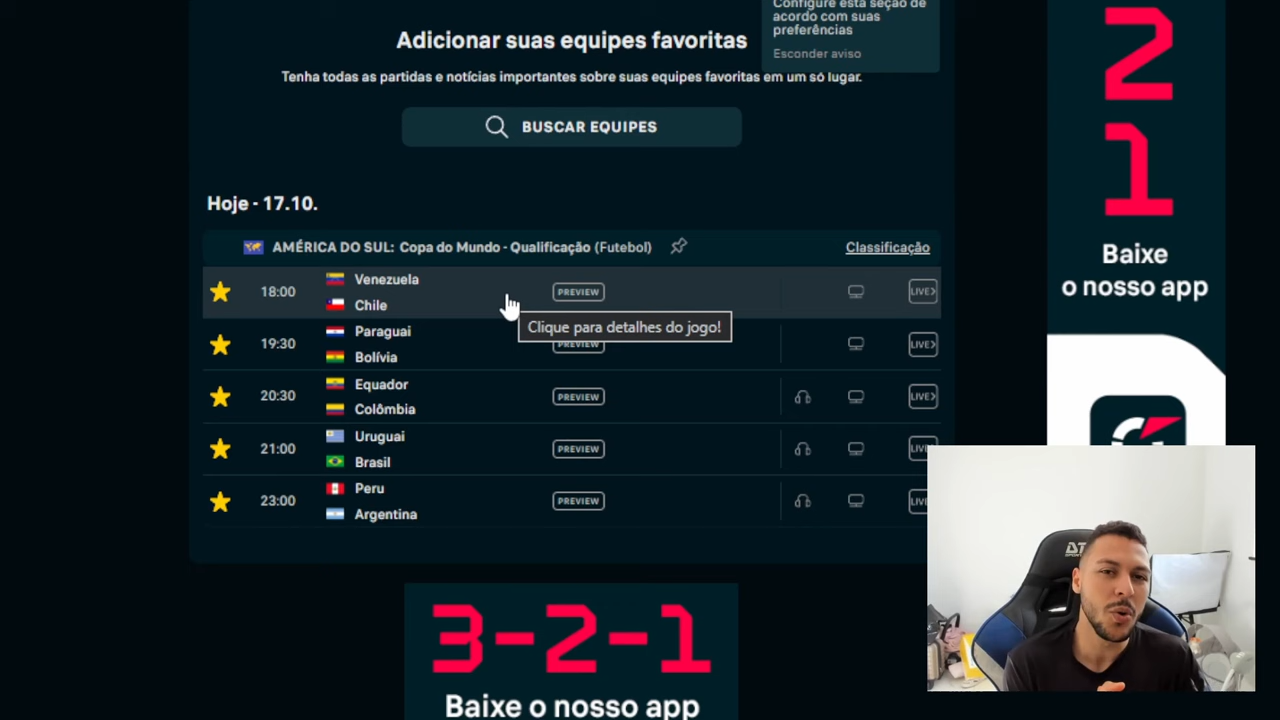 Configure esta seção de
acordo com suas
preferências
Esconder aviso
Adicionar suas equipes favoritas
Tenha todas as partidas e notícias importantes sobre suas equipes favoritas em um só lugar.
BUSCAR EQUIPES
Hoje - 17.10.
AMÉRICA DO SUL: Copa do Mundo - Qualificação (Futebol)
Classificação
18:00
Venezuela
Chile
PREVIEW
LIVE
Clique para detalhes do jogo!
19:30
Paraguai
Bolívia
PREVIEW
LIVE
20:30
Equador
Colômbia
PREVIEW
LIVE
21:00
Uruguai
Brasil
PREVIEW
LIVE
23:00
Peru
Argentina
PREVIEW
LIVE
2
1
Baixe
o nosso app
3-2-1
Baixe o nosso app
DT